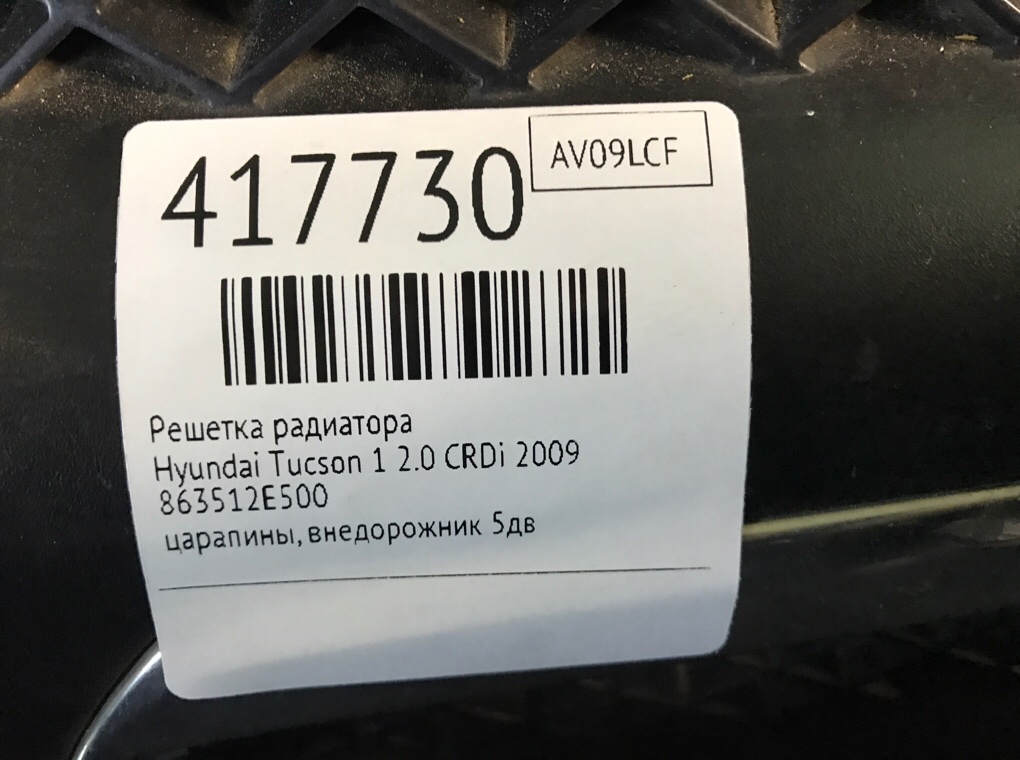 417730
AV09LCF
Решетка радиатора
Hyundai Tucson 1 2.0 CRDi 2009
863512E500
царапины, внедорожник 5дв